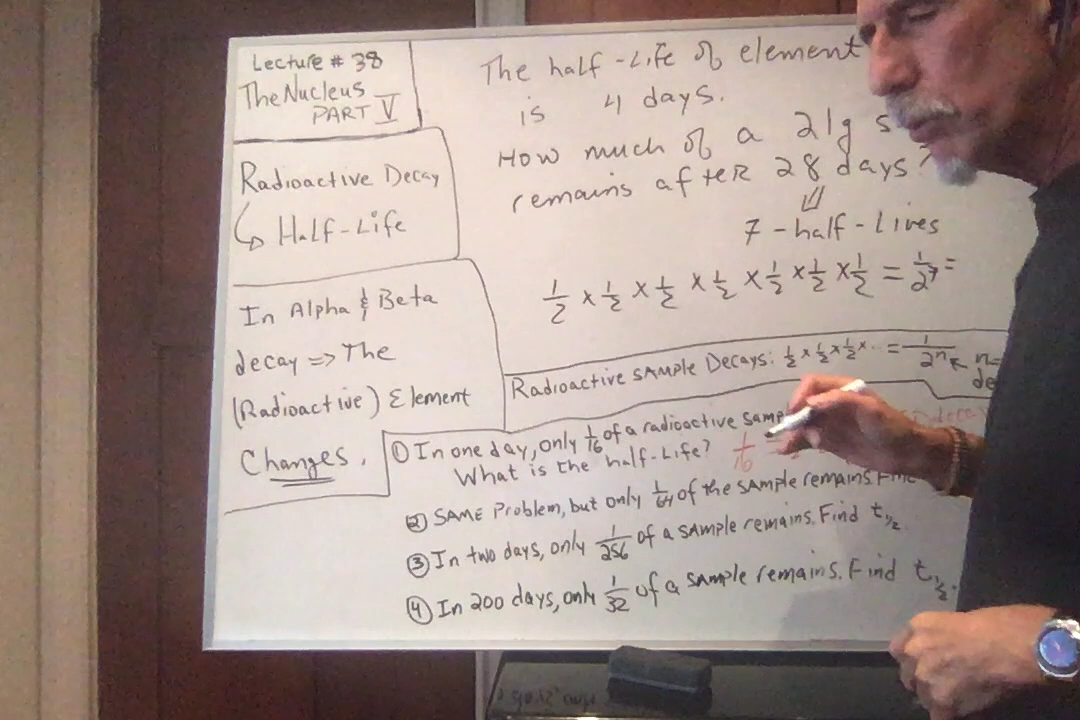 Lecture # 38
The Nucleus
PART V
Radioactive Decay
Half-Life
In Alpha & Beta
decay => The
(Radioactive) Element
Changes.
The half-Life of element
is 4 days.
How much of a 21g s
remains after 28 days?
7-half-Lives
1/2 × 1/2 × 1/2 × 1/2 × 1/2 × 1/2 × 1/2 = 1/2^7 =
Radioactive SAMple Decays: 1/2 × 1/2 × 1/2 × .. = 1/2^n n=
de
① In one day, only 1/16 of a radioactive samp
What is the half-Life? 1/16
② SAME Problem, but only 1/64 of the SAMple remains
③ In two days, only 1/256 of a SAMple remains. Find t1/2.
④ In 200 days, only 1/32 of a SAMple remains. Find t1/2.